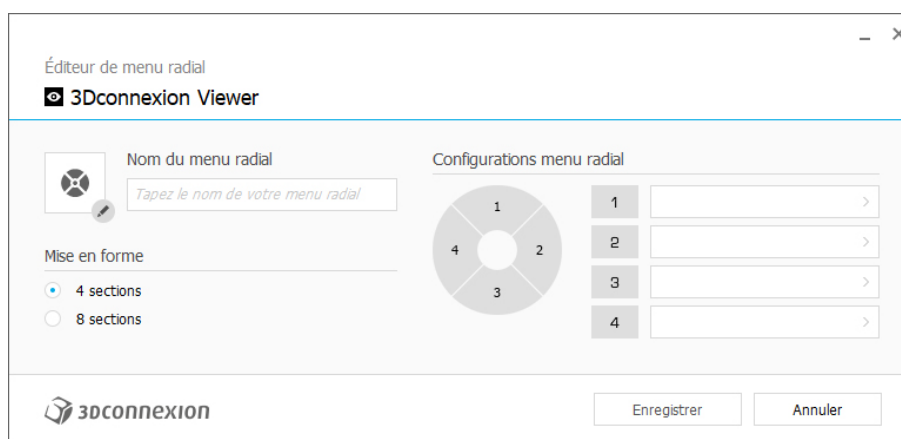 Éditeur de menu radial
3Dconnexion Viewer
Nom du menu radial
Tapez le nom de votre menu radial
Mise en forme
4 sections
8 sections
Configurations menu radial
1
2
3
4
1
2
3
4
3DCONNEXION
Enregistrer
Annuler